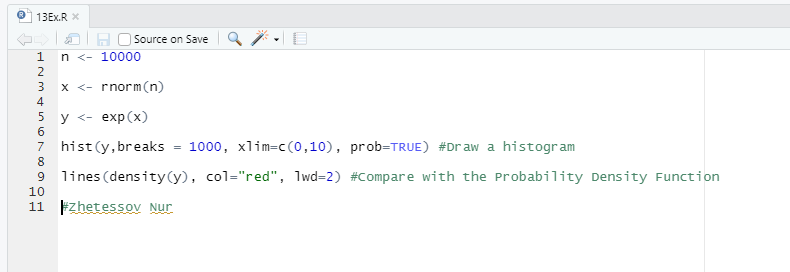 13Ex.R
Source on Save
1 n <- 10000
2
3 x <- rnorm(n)
4
5 y <- exp(x)
6
7 hist(y,breaks = 1000, xlim=c(0,10), prob=TRUE) #Draw a histogram
8
9 lines(density(y), col="red", lwd=2) #Compare with the Probability Density Function
10
11 #Zhetessov Nur